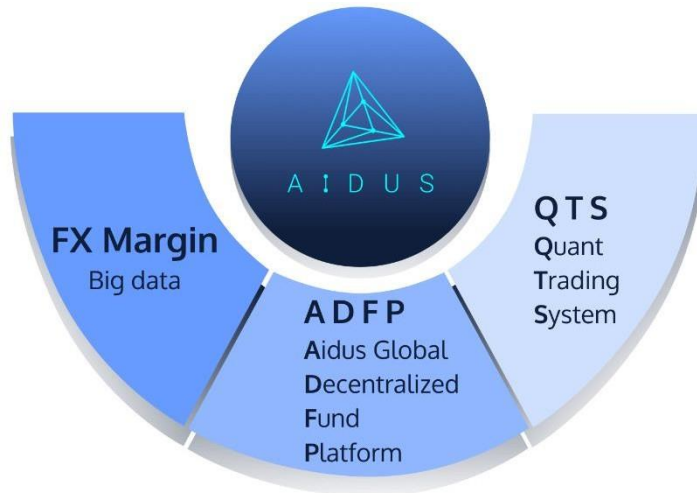 AIDUS
FX Margin
Big data
ADFP
Aidus Global
Decentralized
Fund
Platform
QTS
Quant
Trading
System